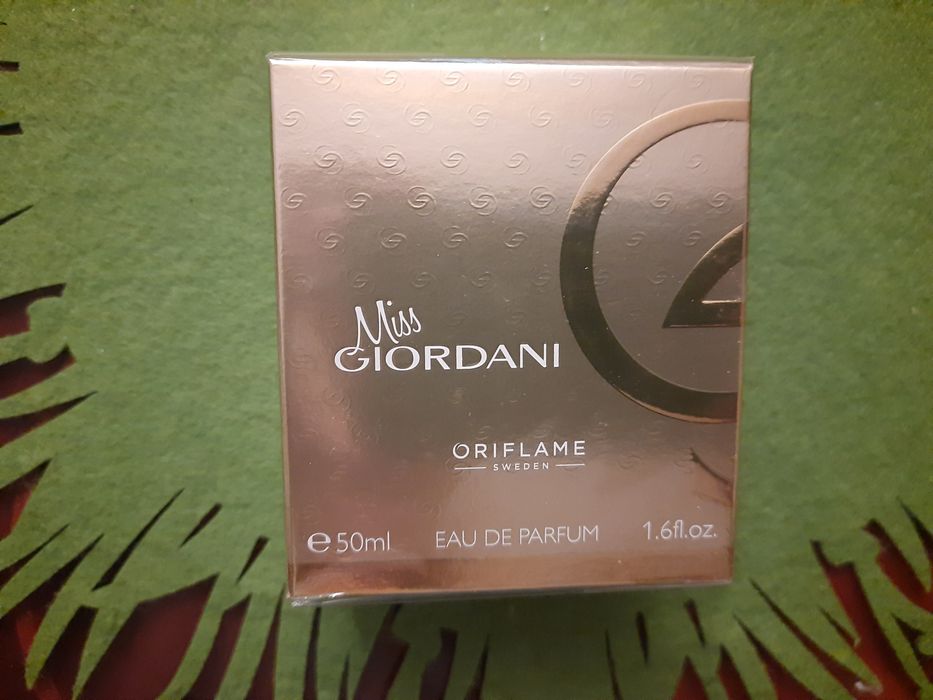 Miss
GIORDANI
ORIFLAME
SWEDEN
℮50ml EAU DE PARFUM 1.6fl.oz.